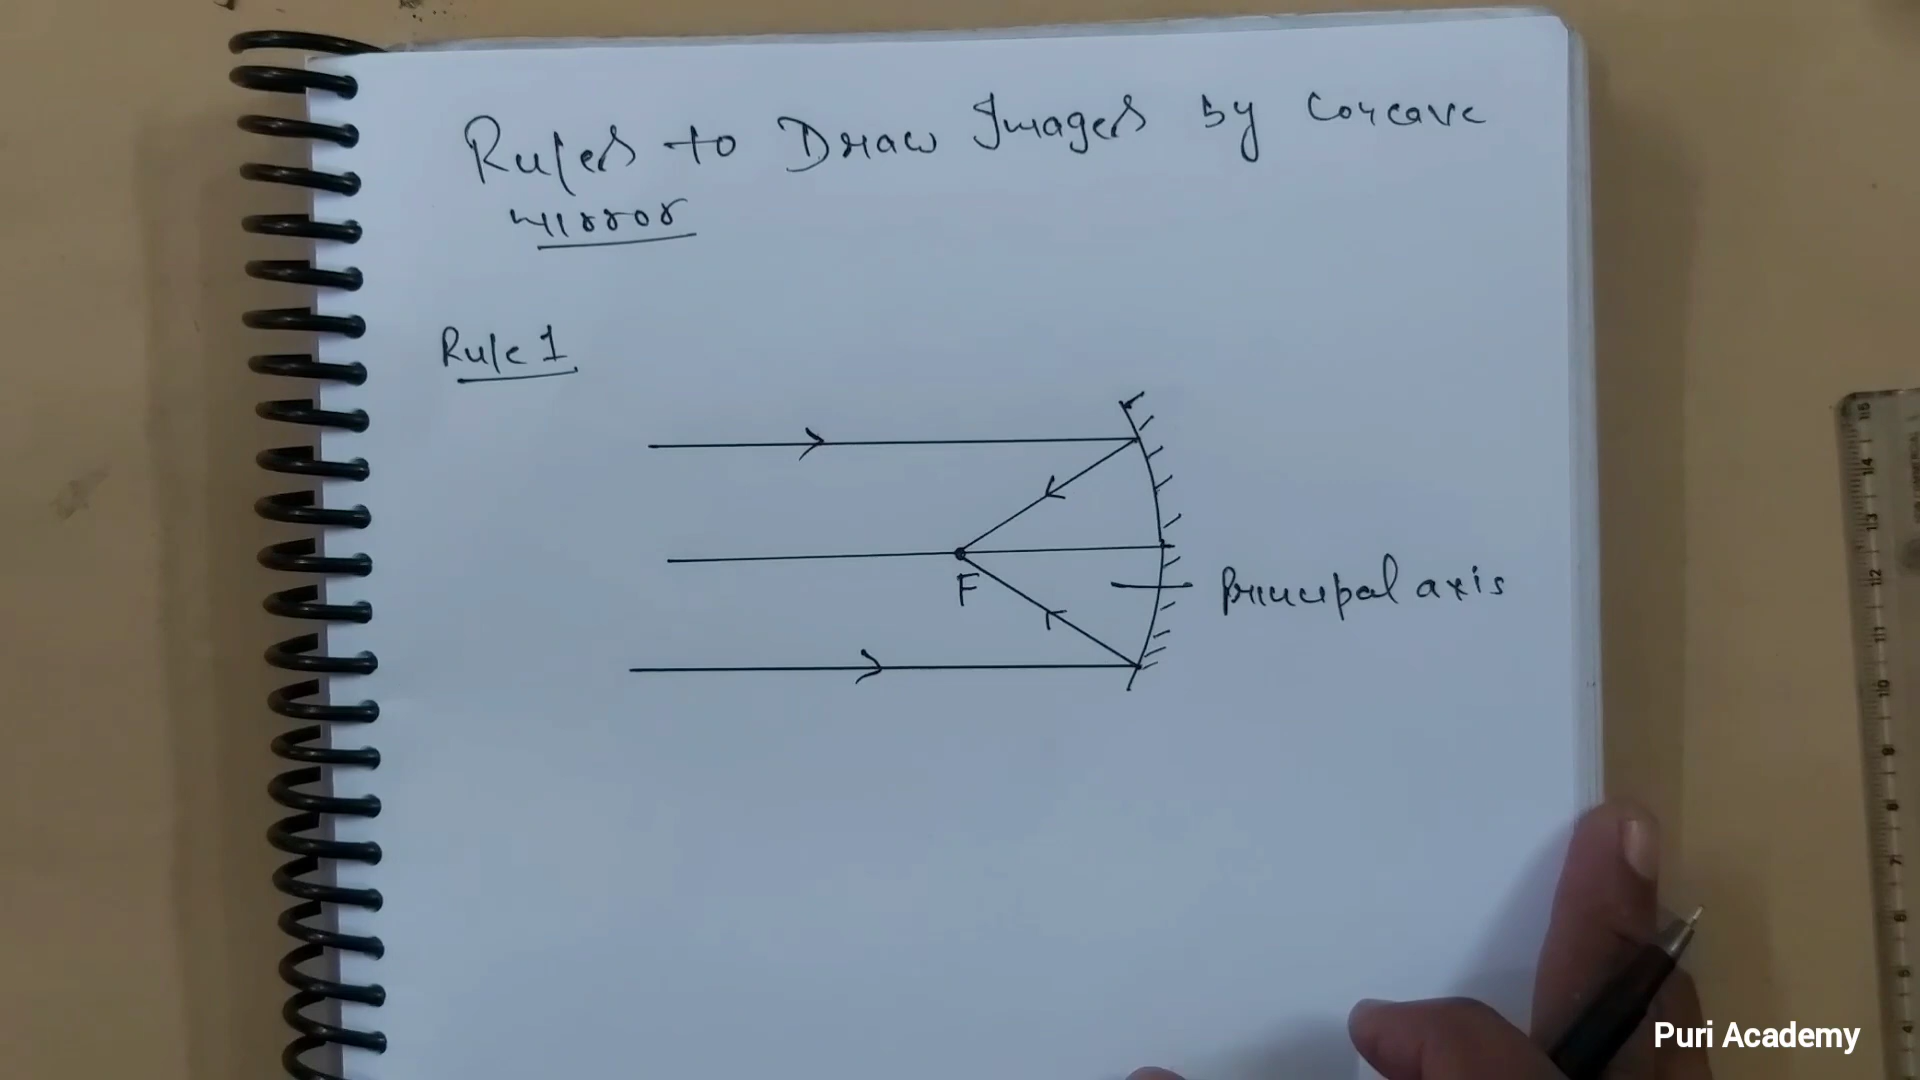 Rules to Draw Images by Concave
Mirror
Rule 1
F
Principal axis
Puri Academy